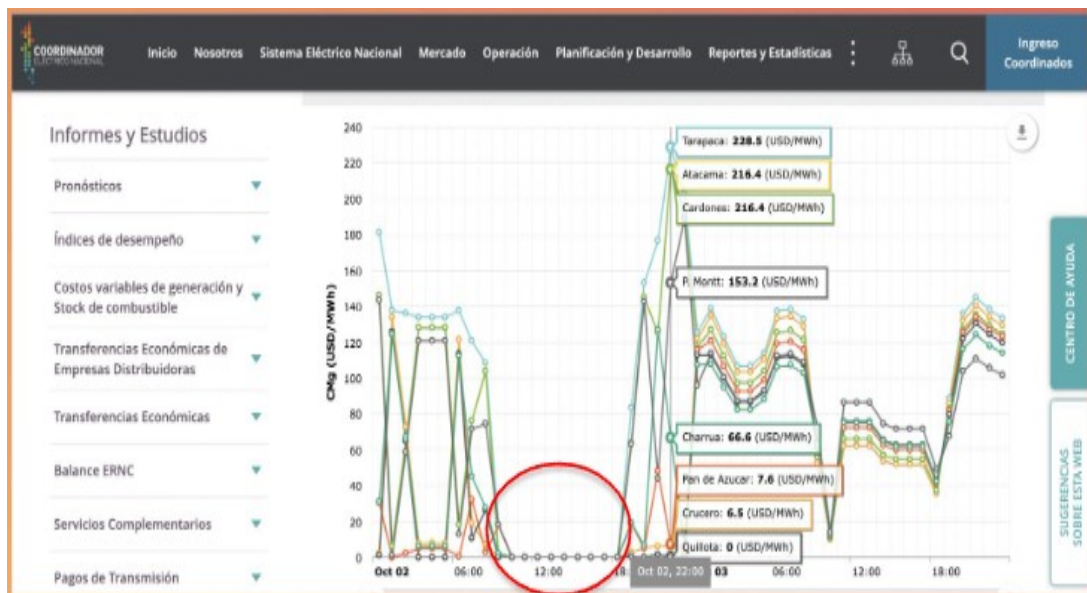 COORDINADOR
ELÉCTRICO NACIONAL
Inicio Nosotros Sistema Eléctrico Nacional Mercado Operación Planificación y Desarrollo Reportes y Estadísticas
Ingreso
Coordinados
Informes y Estudios
Pronósticos
Índices de desempeño
Costos variables de generación y
Stock de combustible
Transferencias Económicas de
Empresas Distribuidoras
Transferencias Económicas
Balance ERNC
Servicios Complementarios
Pagos de Transmisión
CMg (USD/MWh)
240
220
200
180
160
140
120
100
80
60
40
20
0
Tarapaca: 228.5 (USD/MWh)
Atacama: 216.4 (USD/MWh)
Cardones: 216.4 (USD/MWh)
P. Montt: 153.2 (USD/MWh)
Charrua: 66.6 (USD/MWh)
Pan de Azucar: 7.6 (USD/MWh)
Crucero: 6.5 (USD/MWh)
Quillota: 0 (USD/MWh)
Oct 02 06:00 12:00 18: Oct 02, 22:00 03 06:00 12:00 18:00
CENTRO DE AYUDA
SUGERENCIAS
SOBRE ESTA WEB